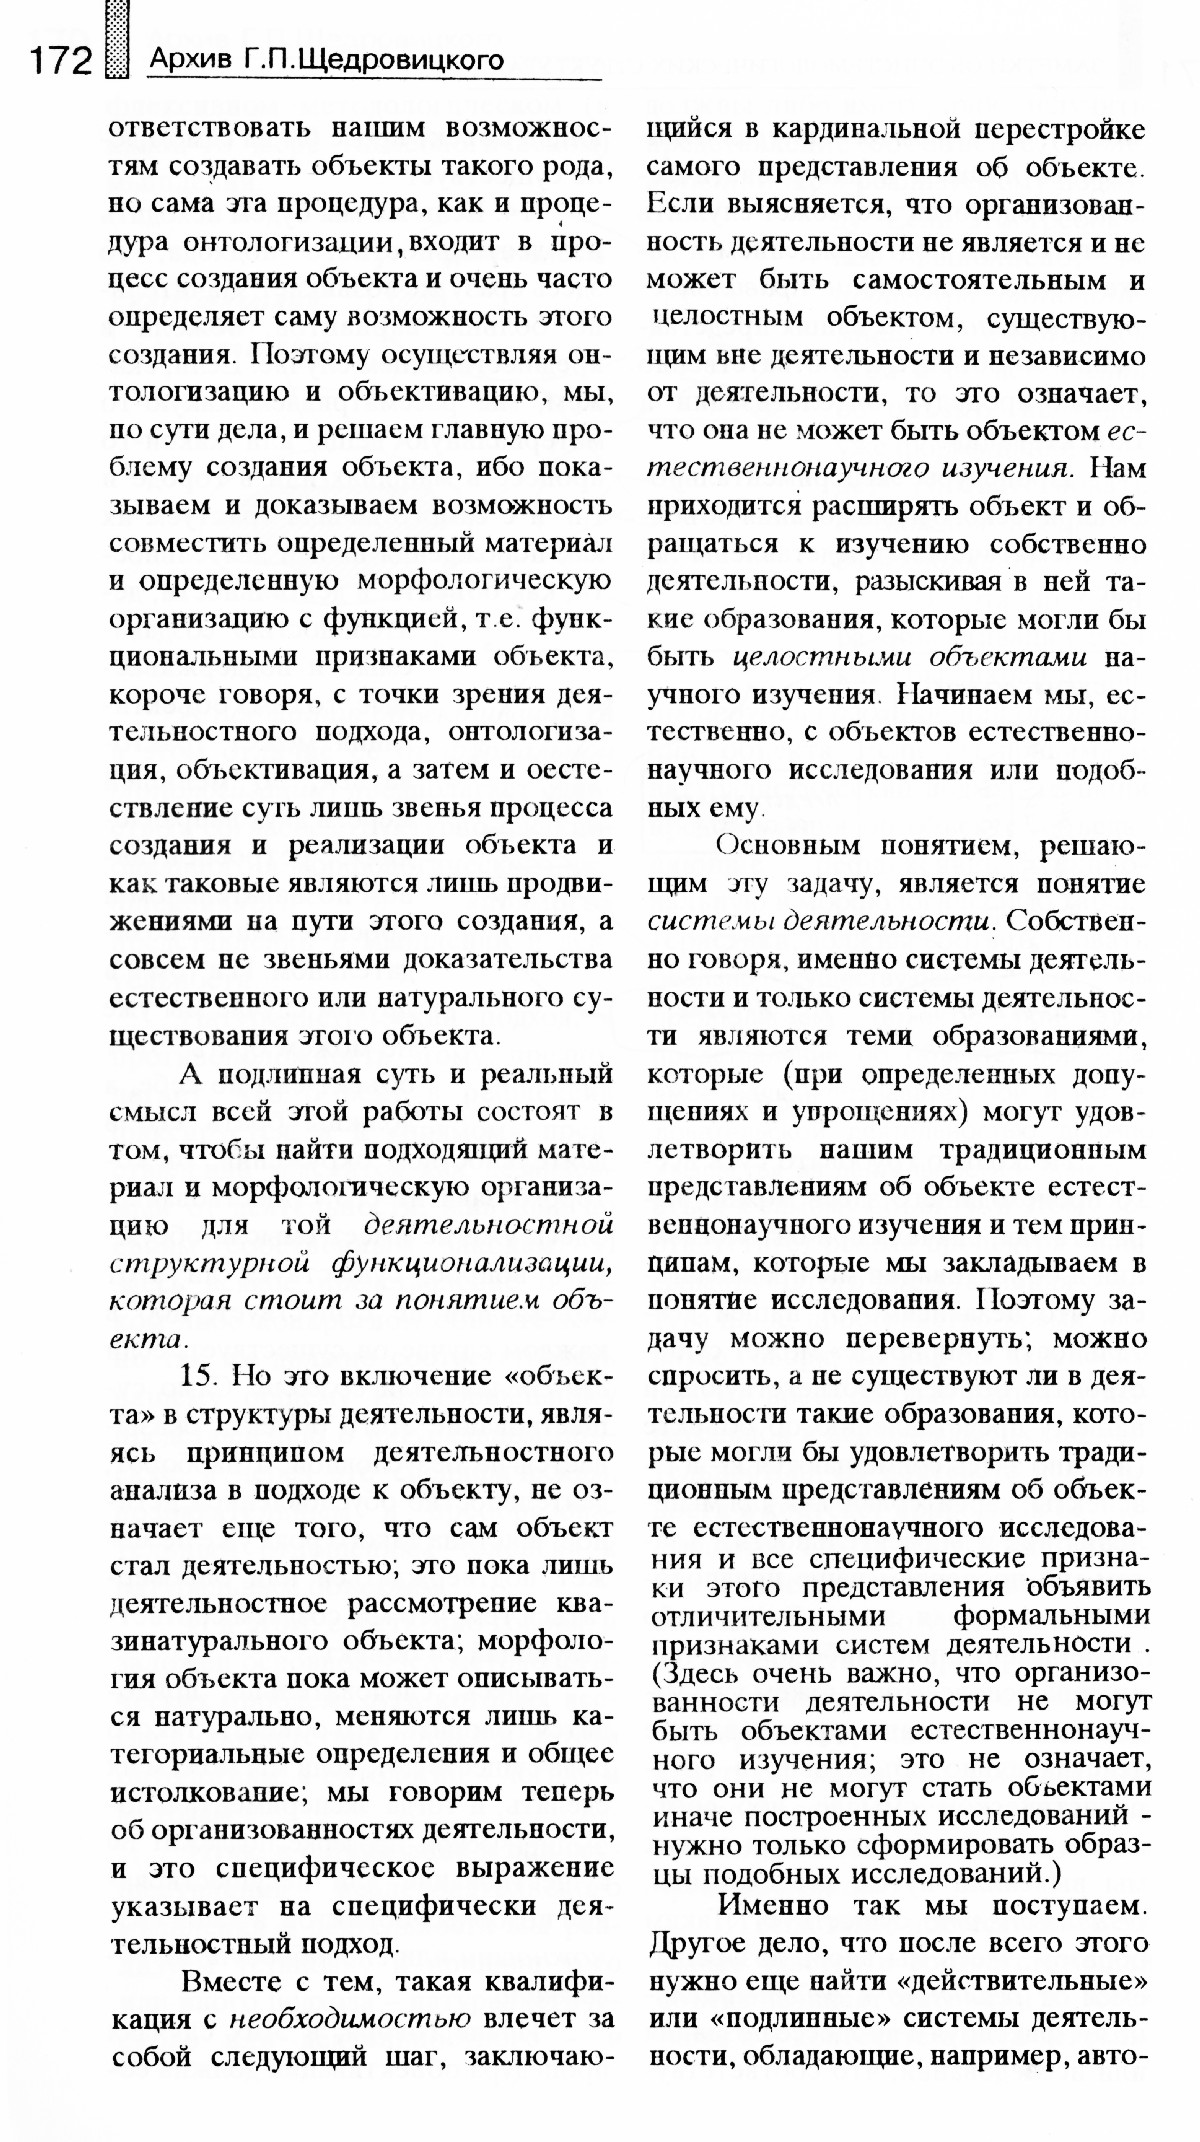 172
Архив Г.П.Щедровицкого
ответствовать нашим возможнос-
тям создавать объекты такого рода,
но сама эта процедура, как и проце-
дура онтологизации, входит в про-
цесс создания объекта и очень часто
определяет саму возможность этого
создания. Поэтому осуществляя он-
тологизацию и объективацию, мы,
по сути дела, и решаем главную про-
блему создания объекта, ибо пока-
зываем и доказываем возможность
совместить определенный материал
и определенную морфологическую
организацию с функцией, т.е. функ-
циональными признаками объекта,
короче говоря, с точки зрения дея-
тельностного подхода, онтологиза-
ция, объективация, а затем и оесте-
ствление суть лишь звенья процесса
создания и реализации объекта и
как таковые являются лишь продви-
жениями на пути этого создания, а
совсем не звеньями доказательства
естественного или натурального су-
ществования этого объекта.
А подлинная суть и реальный
смысл всей этой работы состоят в
том, чтобы найти подходящий мате-
риал и морфологическую организа-
цию для той деятельностной
структурной функционализации,
которая стоит за понятием объ-
екта.
15. Но это включение «объек-
та» в структуры деятельности, явля-
ясь принципом деятельностного
анализа в подходе к объекту, не оз-
начает еще того, что сам объект
стал деятельностью; это пока лишь
деятельностное рассмотрение ква-
зинатурального объекта; морфоло-
гия объекта пока может описывать-
ся натурально, меняются лишь ка-
тегориальные определения и общее
истолкование; мы говорим теперь
об организованностях деятельности,
и это специфическое выражение
указывает на специфически дея-
тельностный подход.
Вместе с тем, такая квалифи-
кация с необходимостью влечет за
собой следующий шаг, заключаю-
щийся в кардинальной перестройке
самого представления об объекте.
Если выясняется, что организован-
ность деятельности не является и не
может быть самостоятельным и
целостным объектом, существую-
щим вне деятельности и независимо
от деятельности, то это означает,
что она не может быть объектом ес-
тественнонаучного изучения. Нам
приходится расширять объект и об-
ращаться к изучению собственно
деятельности, разыскивая в ней та-
кие образования, которые могли бы
быть целостными объектами на-
учного изучения. Начинаем мы, ес-
тественно, с объектов естественно-
научного исследования или подоб-
ных ему.
Основным понятием, решаю-
щим эту задачу, является понятие
системы деятельности. Собствен-
но говоря, именно системы деятель-
ности и только системы деятельнос-
ти являются теми образованиями,
которые (при определенных допу-
щениях и упрощениях) могут удов-
летворить нашим традиционным
представлениям об объекте естест-
веннонаучного изучения и тем прин-
ципам, которые мы закладываем в
понятие исследования. Поэтому за-
дачу можно перевернуть; можно
спросить, а не существуют ли в дея-
тельности такие образования, кото-
рые могли бы удовлетворить тради-
ционным представлениям об объек-
те естественнонаучного исследова-
ния и все специфические призна-
ки этого представления объявить
отличительными формальными
признаками систем деятельности .
(Здесь очень важно, что организо-
ванности деятельности не могут
быть объектами естественнонауч-
ного изучения; это не означает,
что они не могут стать объектами
иначе построенных исследований -
нужно только сформировать образ-
цы подобных исследований.)
Именно так мы поступаем.
Другое дело, что после всего этого
нужно еще найти «действительные»
или «подлинные» системы деятель-
ности, обладающие, например, авто-